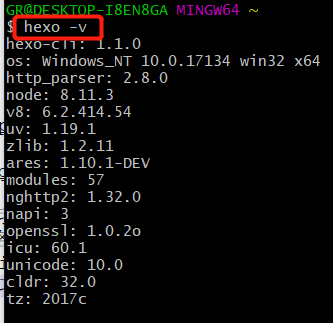 GR@DESKTOP-I8EN8GA MINGW64 ~
$ hexo -v
hexo-cli: 1.1.0
os: Windows_NT 10.0.17134 win32 x64
http_parser: 2.8.0
node: 8.11.3
v8: 6.2.414.54
uv: 1.19.1
zlib: 1.2.11
ares: 1.10.1-DEV
modules: 57
nghttp2: 1.32.0
napi: 3
openssl: 1.0.2o
icu: 60.1
unicode: 10.0
cldr: 32.0
tz: 2017c